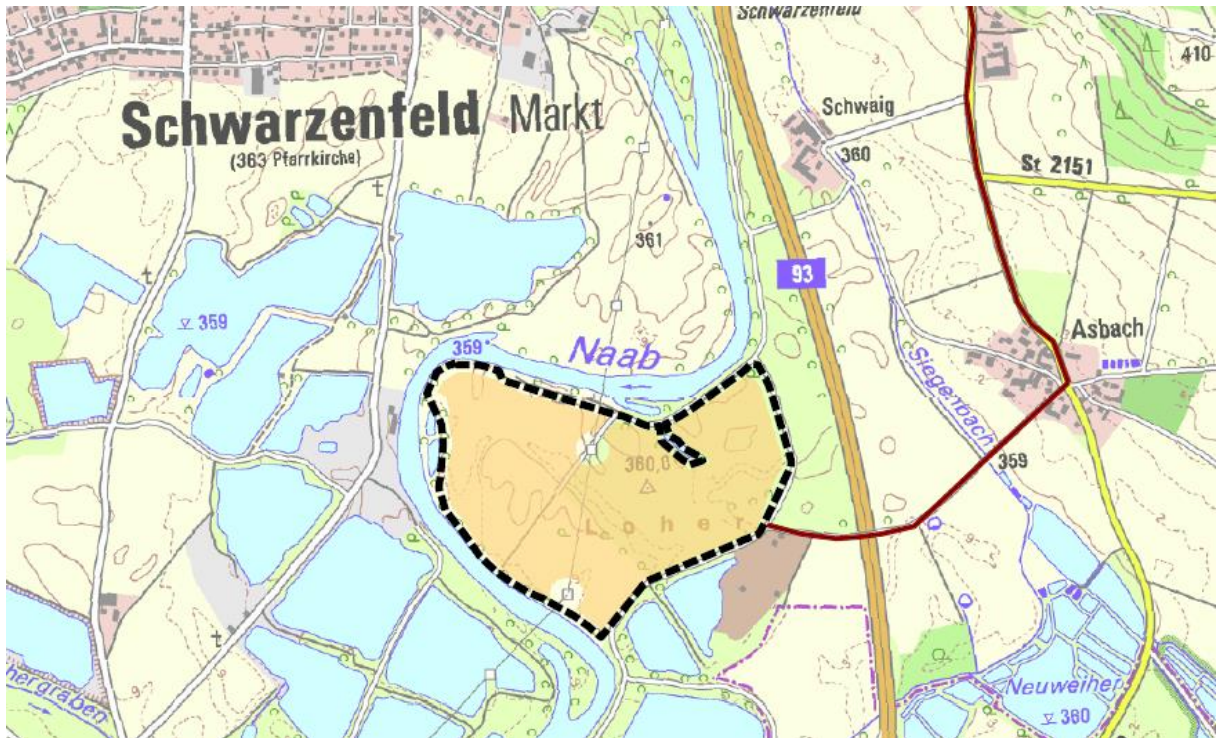 Schwarzenfeld
410
Schwarzenfeld Markt
(363 Pfarrkirche)
Schwaig
360
St 2151
361
93
359
Asbach
359
Naab
Siegenbach
360,0
359
Loher
Neuweiher
360
hergraben